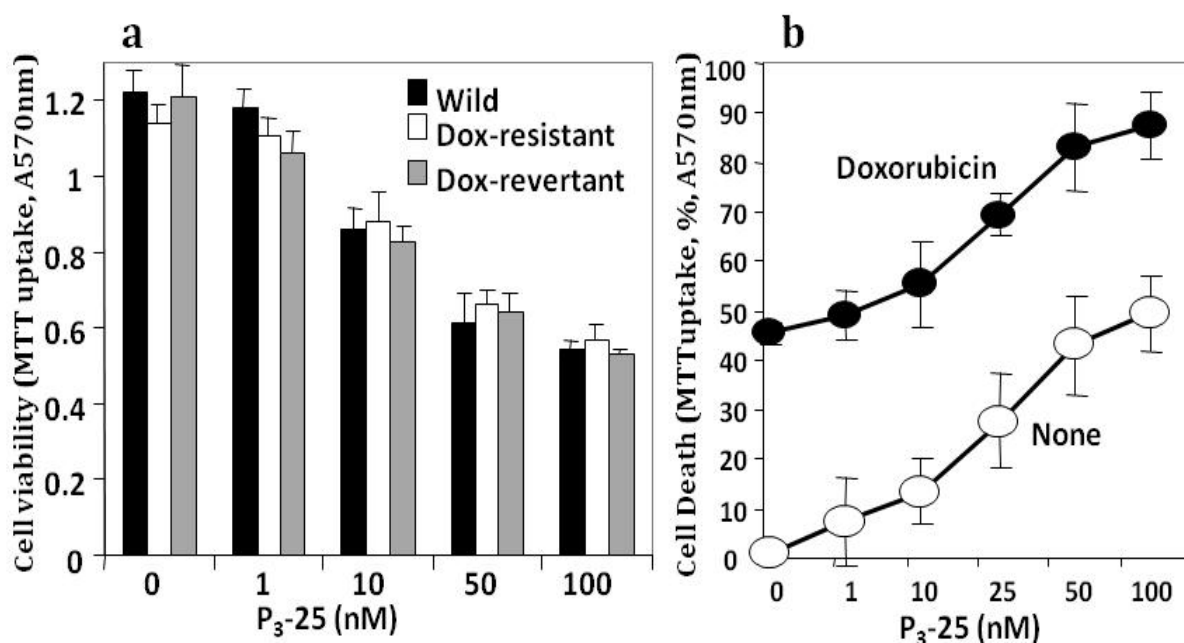 a
Cell viability (MTT uptake, A570nm)
1.2
1
0.8
0.6
0.4
0.2
0
Wild
Dox-resistant
Dox-revertant
0 1 10 50 100
P₃-25 (nM)
b
Cell Death (MTTuptake, %, A570nm)
100
90
80
70
60
50
40
30
20
10
0
Doxorubicin
None
0 1 10 25 50 100
P₃-25 (nM)